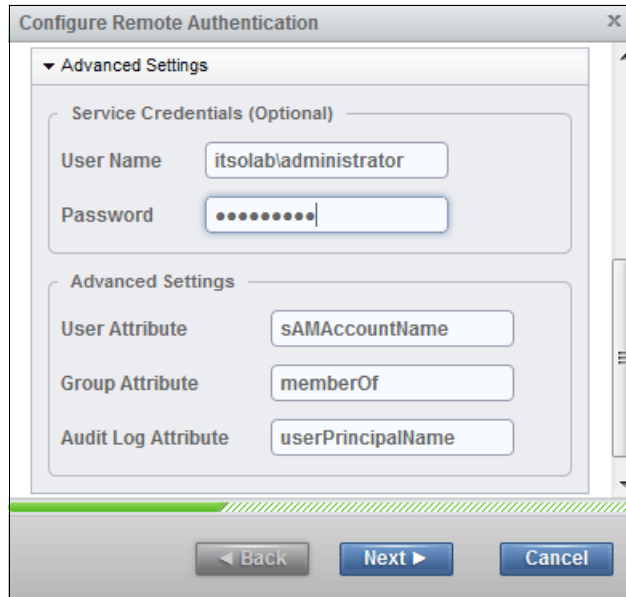 Configure Remote Authentication x
Advanced Settings
Service Credentials (Optional)
User Name itsolab\administrator
Password •••••••••
Advanced Settings
User Attribute sAMAccountName
Group Attribute memberOf
Audit Log Attribute userPrincipalName
Back Next Cancel